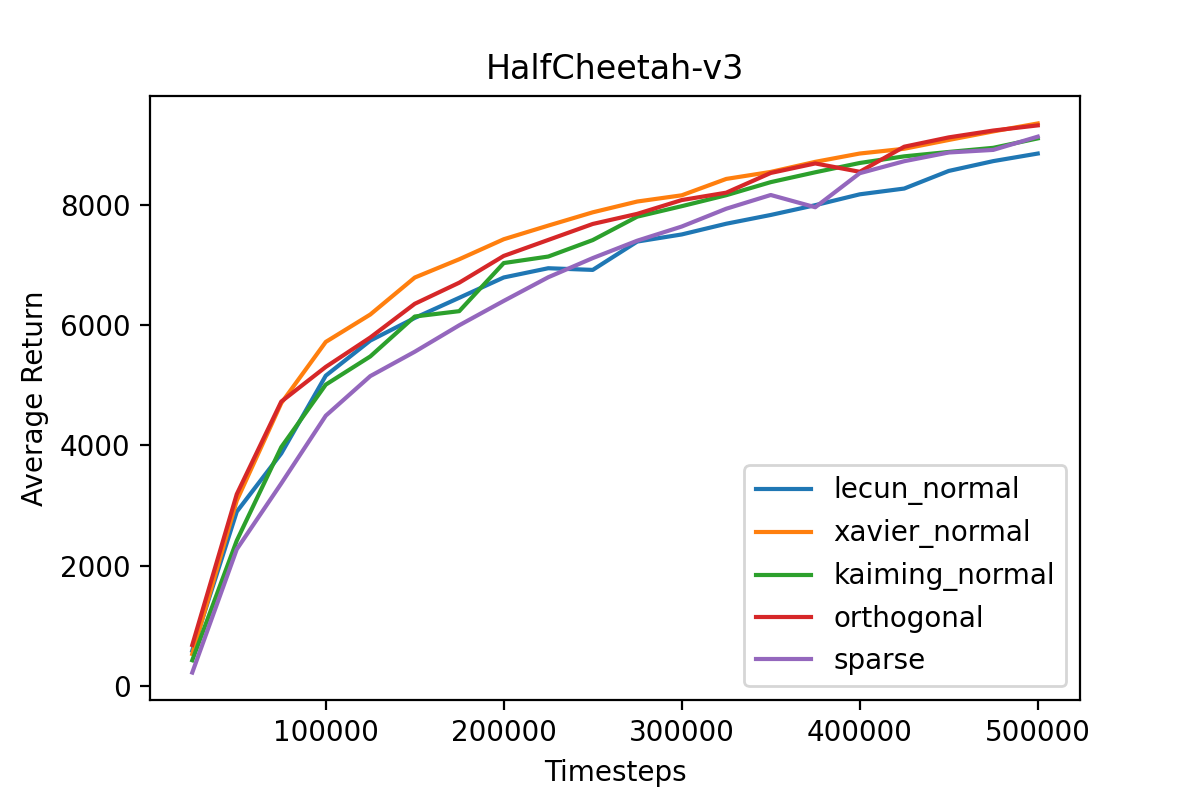 HalfCheetah-v3
Average Return
8000
6000
4000
2000
0
lecun_normal
xavier_normal
kaiming_normal
orthogonal
sparse
100000 200000 300000 400000 500000
Timesteps